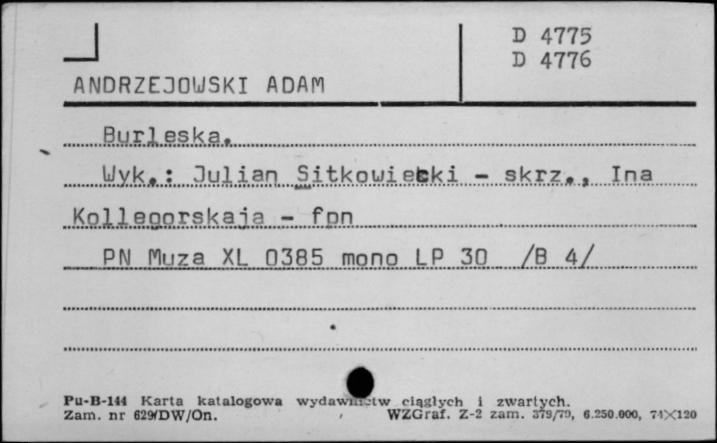 D 4775
D 4776
ANDRZEJOWSKI ADAM
Burleska.
Wyk.: Julian Sitkowiecki - skrz., Ina
Kollegorskaja - fpn
PN Muza XL 0385 mono LP 30 /B 4/
Pu-B-144 Karta katalogowa wydawnictw ciągłych i zwartych.
Zam. nr 629/DW/On. WZGraf. Z-2 zam. 379/79, 6.250.000, 74×120